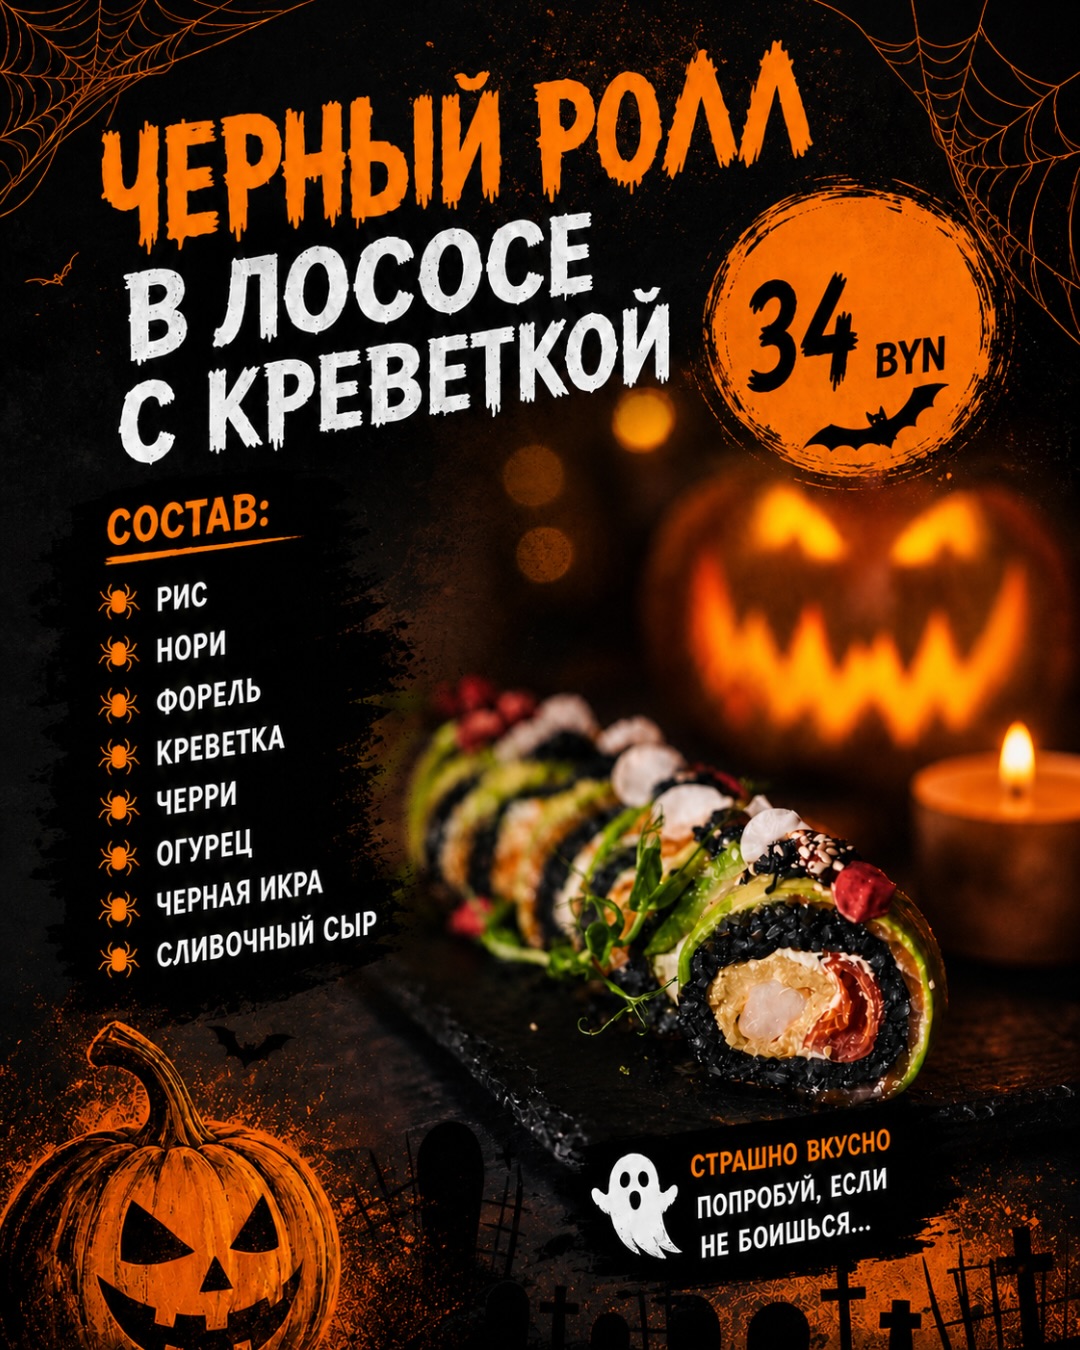 ЧЕРНЫЙ РОЛЛ
В ЛОСОСЕ
С КРЕВЕТКОЙ
34 BYN
СОСТАВ:
РИС
НОРИ
ФОРЕЛЬ
КРЕВЕТКА
ЧЕРРИ
ОГУРЕЦ
ЧЕРНАЯ ИКРА
СЛИВОЧНЫЙ СЫР
СТРАШНО ВКУСНО
ПОПРОБУЙ, ЕСЛИ
НЕ БОИШЬСЯ...